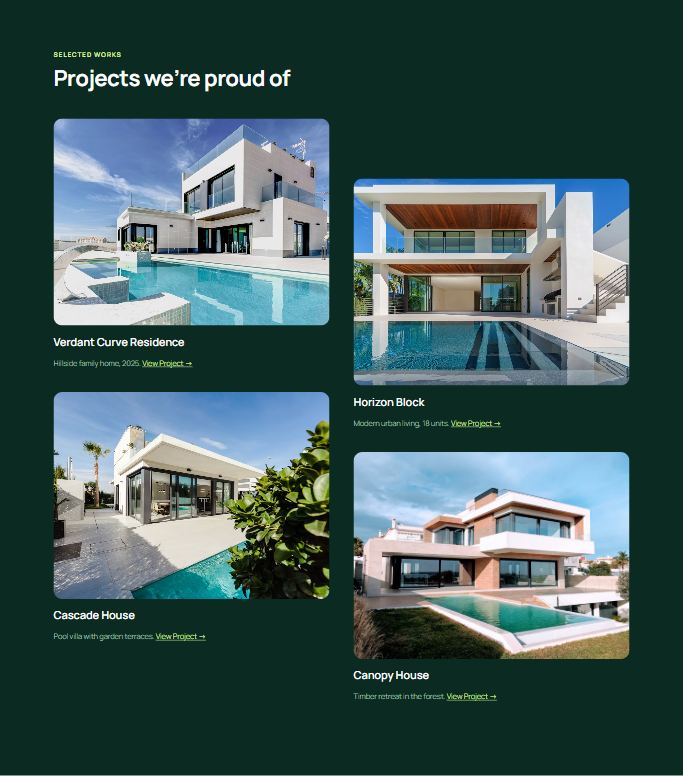 SELECTED WORKS
Projects we’re proud of
Verdant Curve Residence
Hillside family home, 2025. View Project →
Horizon Block
Modern urban living, 18 units. View Project →
Cascade House
Pool villa with garden terraces. View Project →
Canopy House
Timber retreat in the forest. View Project →